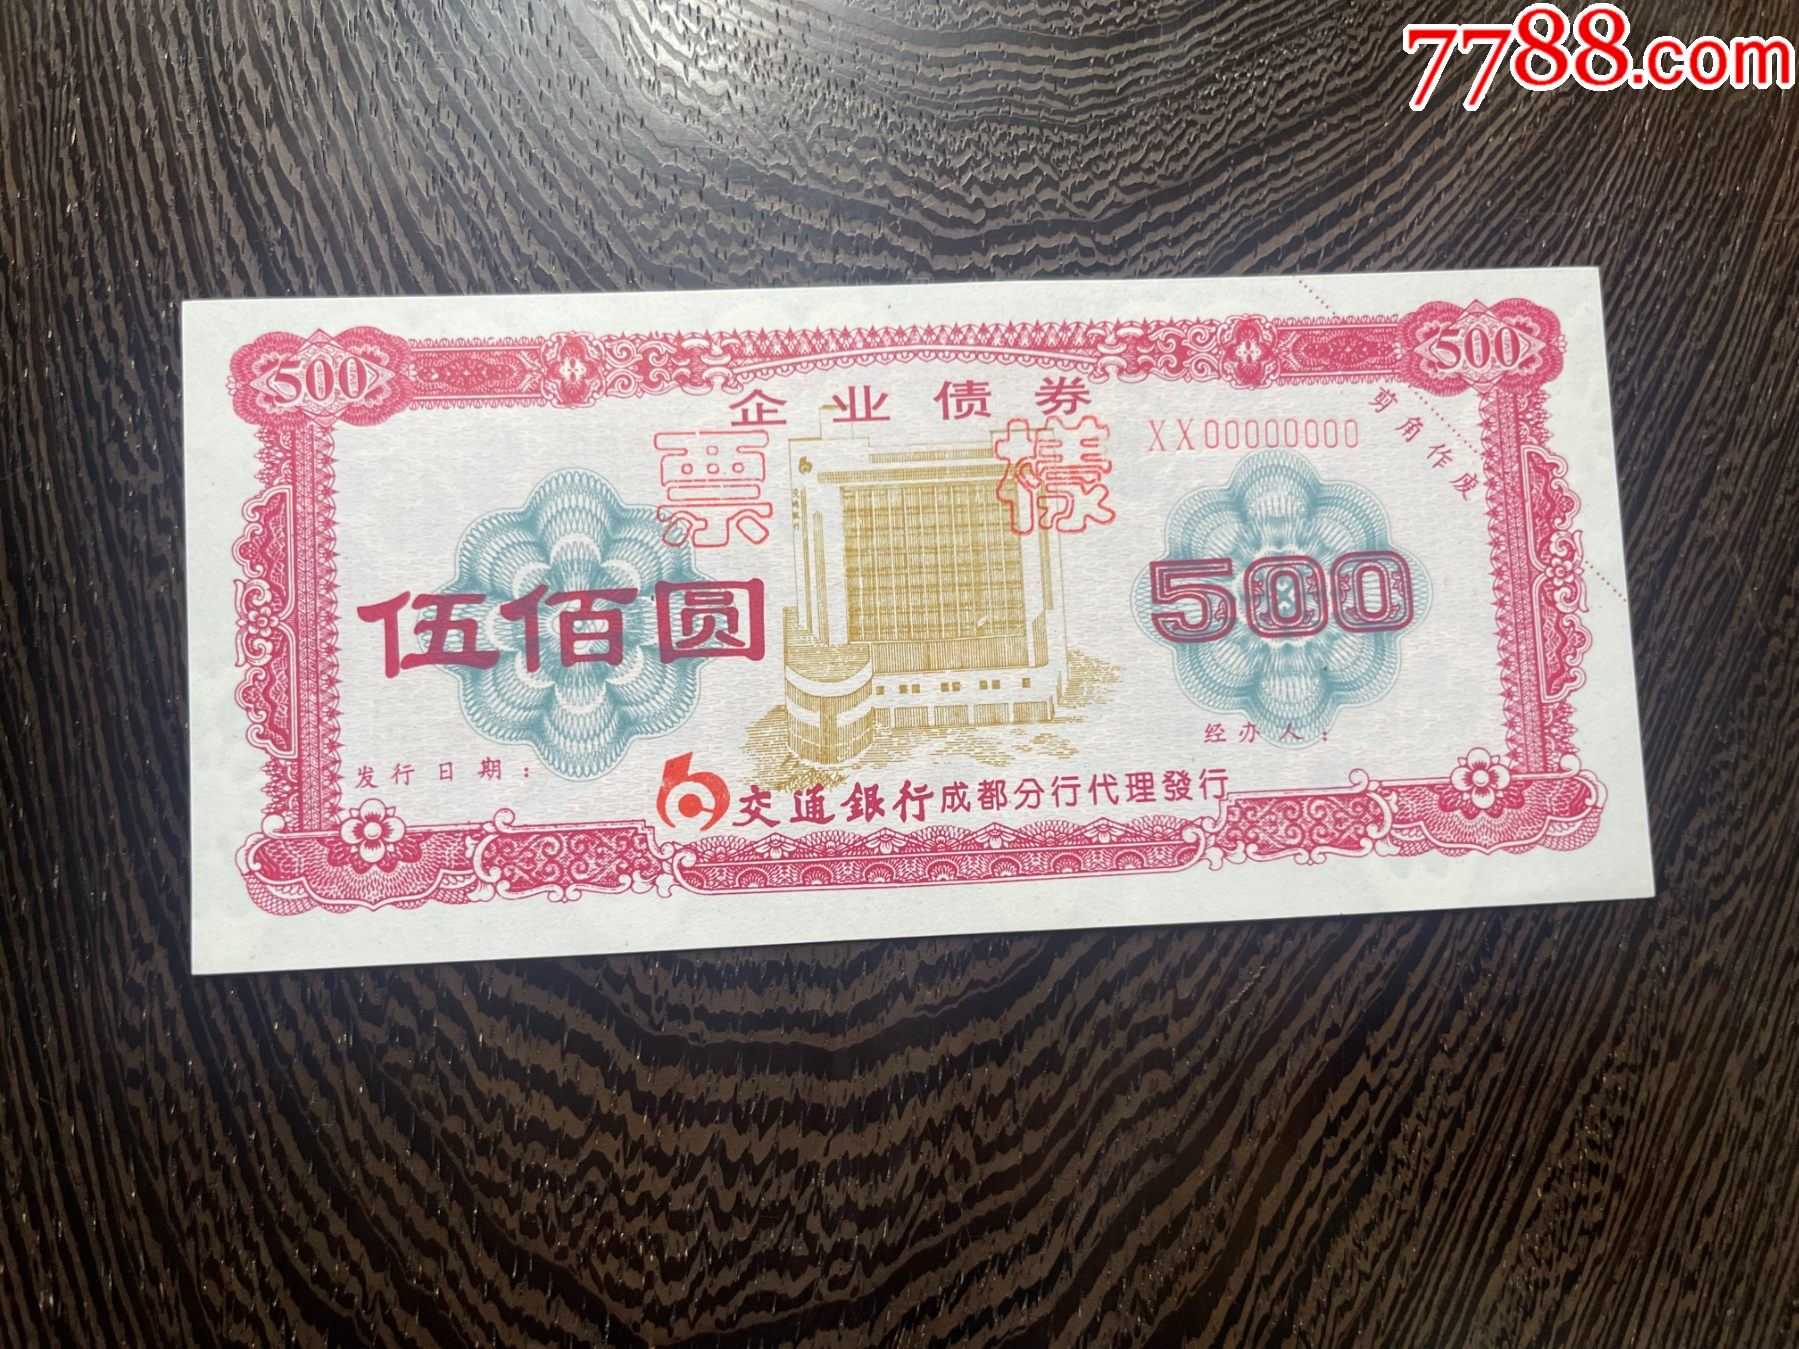 7788.com
500
500
企业债券
票樣
XX00000000
剪角作废
伍佰圆
500
经办人：
发行日期：
交通銀行成都分行代理發行